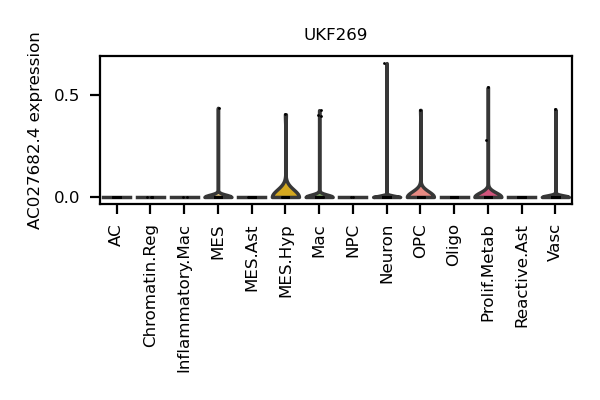 UKF269
AC027682.4 expression
0.5
0.0
AC
Chromatin.Reg
Inflammatory.Mac
MES
MES.Ast
MES.Hyp
Mac
NPC
Neuron
OPC
Oligo
Prolif.Metab
Reactive.Ast
Vasc